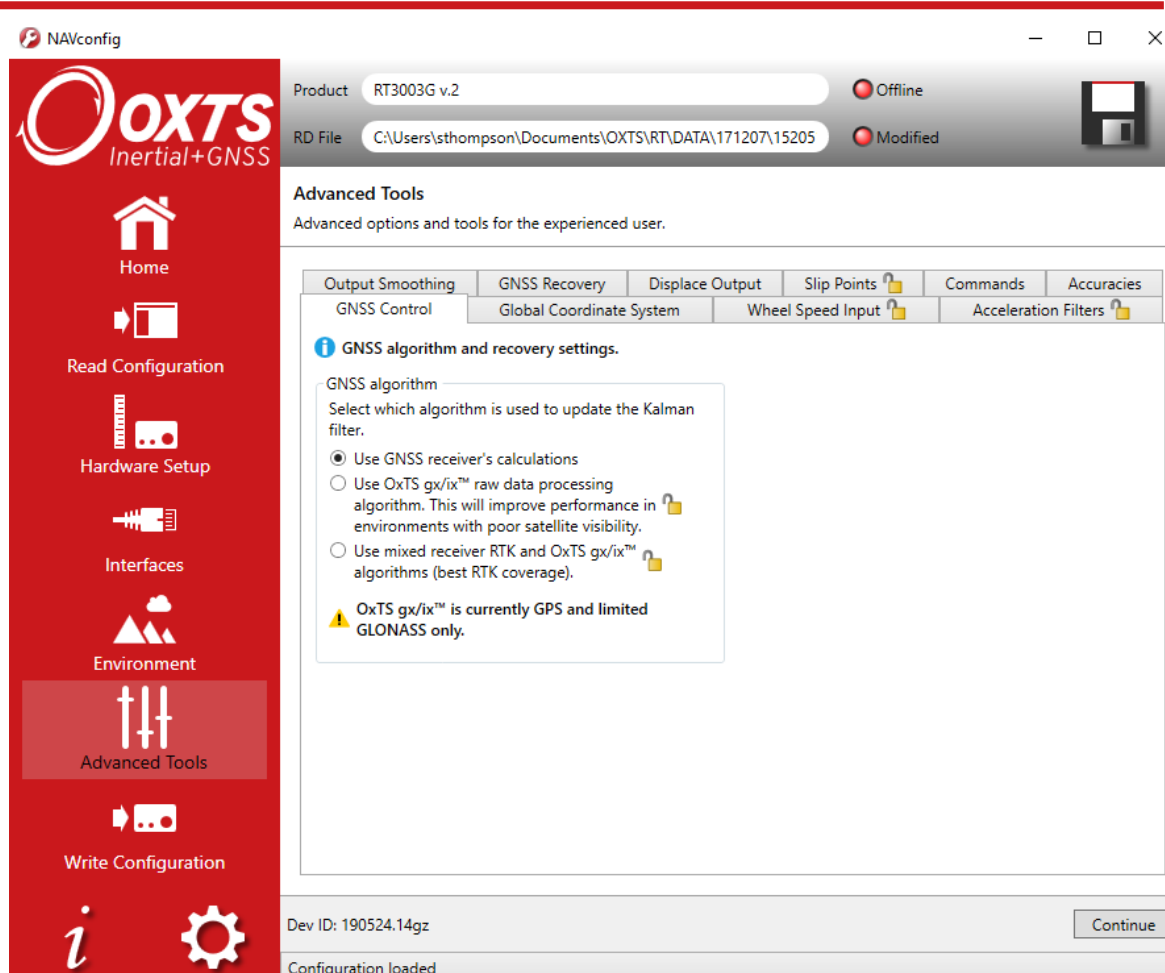 NAVconfig
OXTS
Inertial+GNSS
Product RT3003G v.2 Offline
RD File C:\Users\sthompson\Documents\OXTS\RT\DATA\171207\15205 Modified
Advanced Tools
Advanced options and tools for the experienced user.
Home
Read Configuration
Hardware Setup
Interfaces
Environment
Advanced Tools
Write Configuration
i
Output Smoothing GNSS Recovery Displace Output Slip Points Commands Accuracies
GNSS Control Global Coordinate System Wheel Speed Input Acceleration Filters
GNSS algorithm and recovery settings.
GNSS algorithm
Select which algorithm is used to update the Kalman
filter.
Use GNSS receiver's calculations
Use OxTS gx/ix™ raw data processing
algorithm. This will improve performance in
environments with poor satellite visibility.
Use mixed receiver RTK and OxTS gx/ix™
algorithms (best RTK coverage).
OxTS gx/ix™ is currently GPS and limited
GLONASS only.
Dev ID: 190524.14gz Continue
Configuration loaded